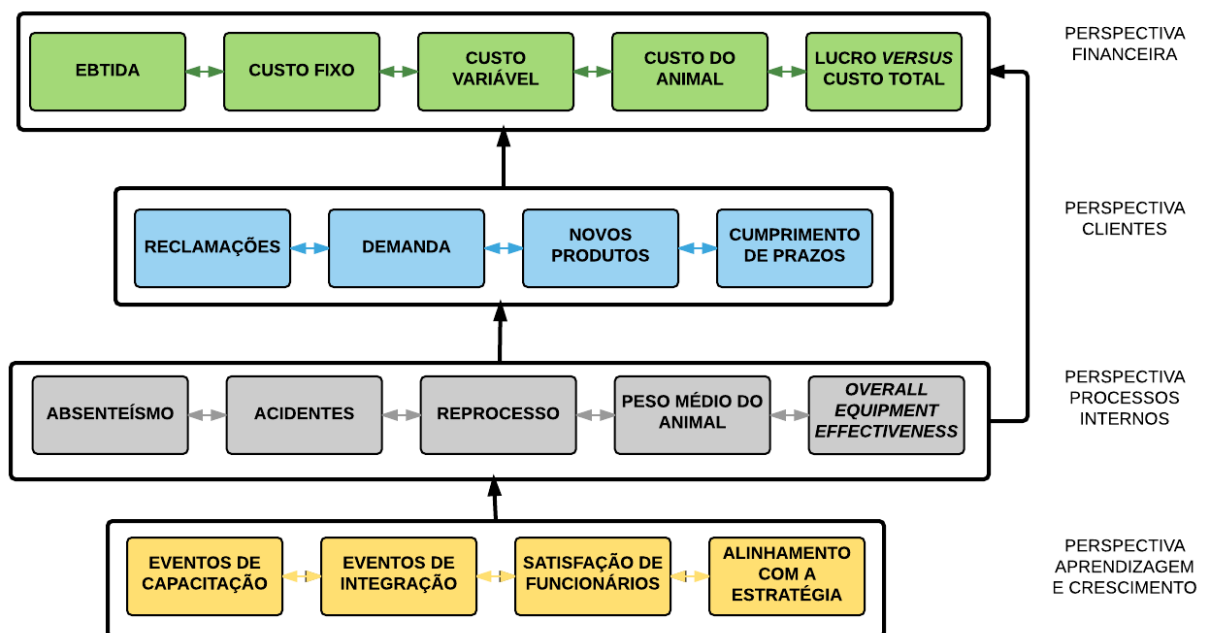 EBTIDA
CUSTO FIXO
CUSTO
VARIÁVEL
CUSTO DO
ANIMAL
LUCRO VERSUS
CUSTO TOTAL
PERSPECTIVA
FINANCEIRA
RECLAMAÇÕES
DEMANDA
NOVOS
PRODUTOS
CUMPRIMENTO
DE PRAZOS
PERSPECTIVA
CLIENTES
ABSENTEÍSMO
ACIDENTES
REPROCESSO
PESO MÉDIO DO
ANIMAL
OVERALL
EQUIPMENT
EFFECTIVENESS
PERSPECTIVA
PROCESSOS
INTERNOS
EVENTOS DE
CAPACITAÇÃO
EVENTOS DE
INTEGRAÇÃO
SATISFAÇÃO DE
FUNCIONÁRIOS
ALINHAMENTO
COM A
ESTRATÉGIA
PERSPECTIVA
APRENDIZAGEM
E CRESCIMENTO